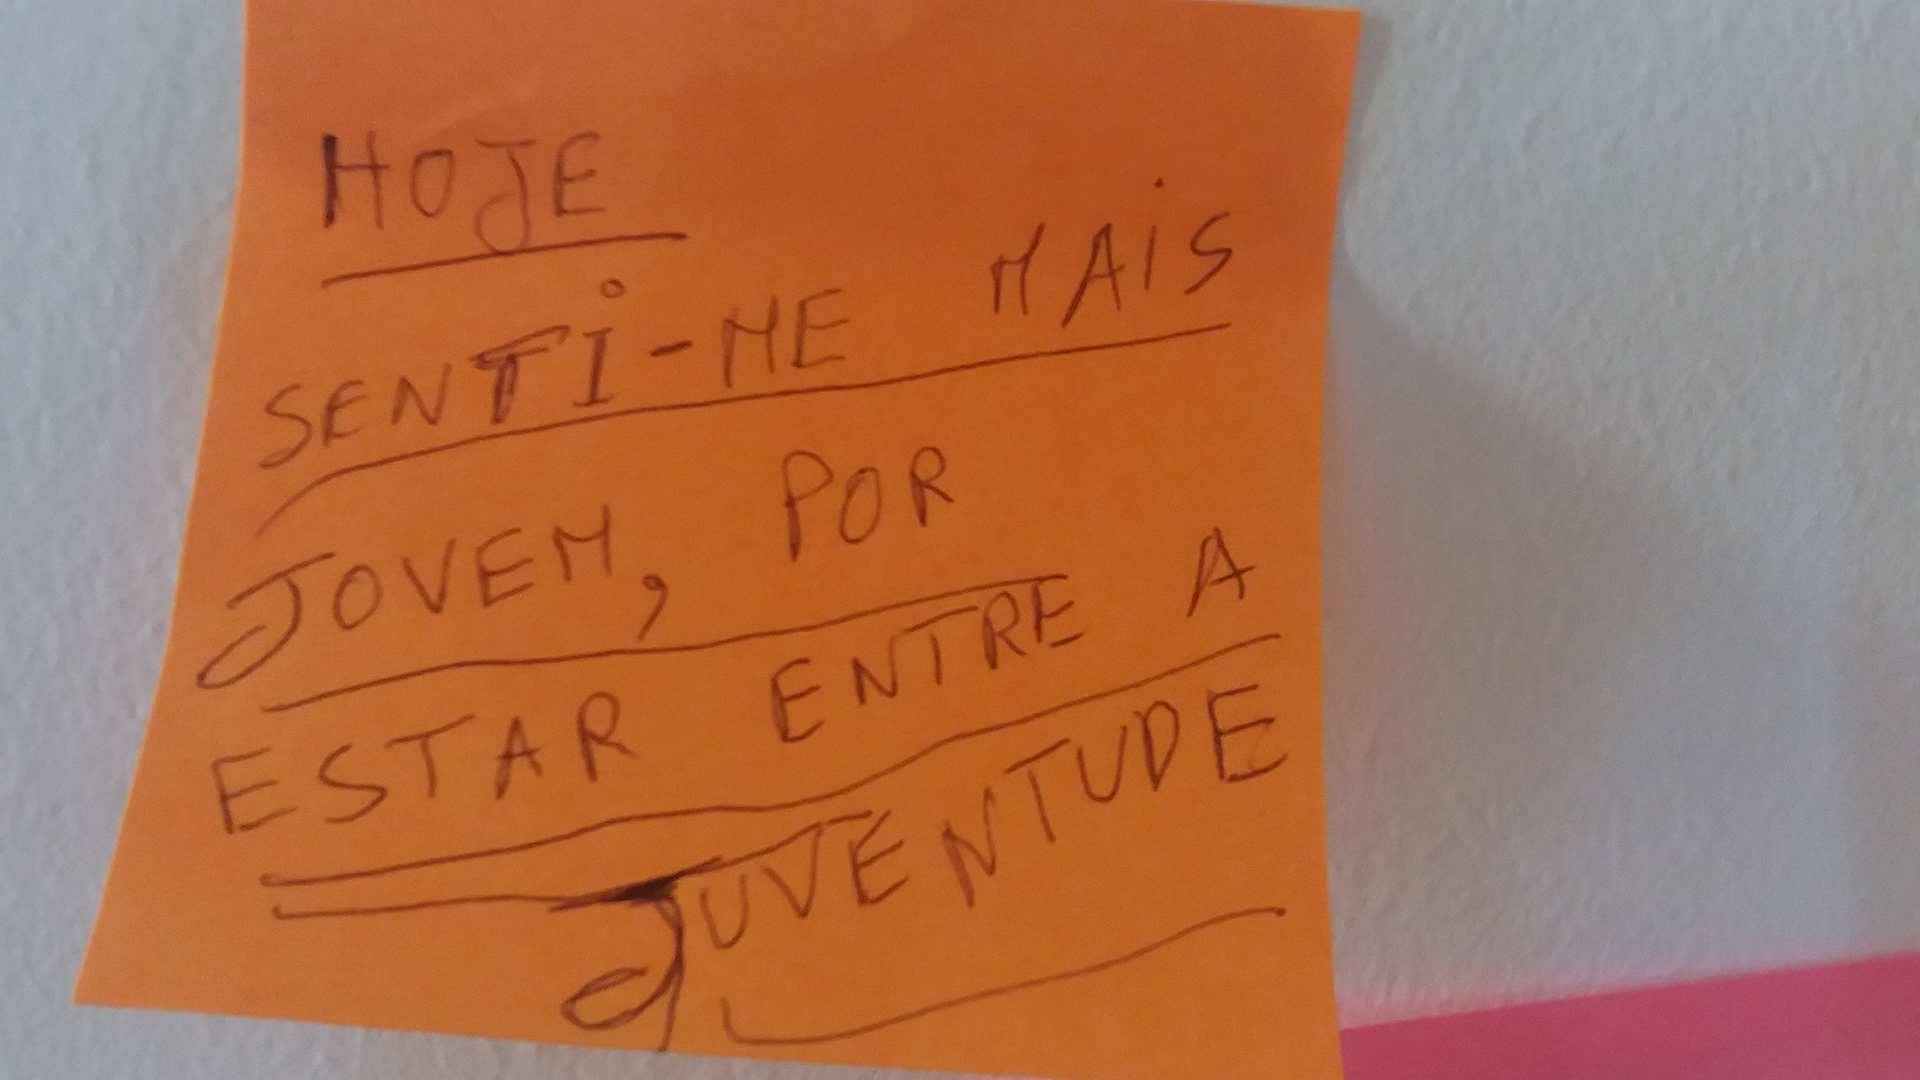 HOJE
SENTI-ME MAIS
JOVEM, POR
ESTAR ENTRE A
JUVENTUDE